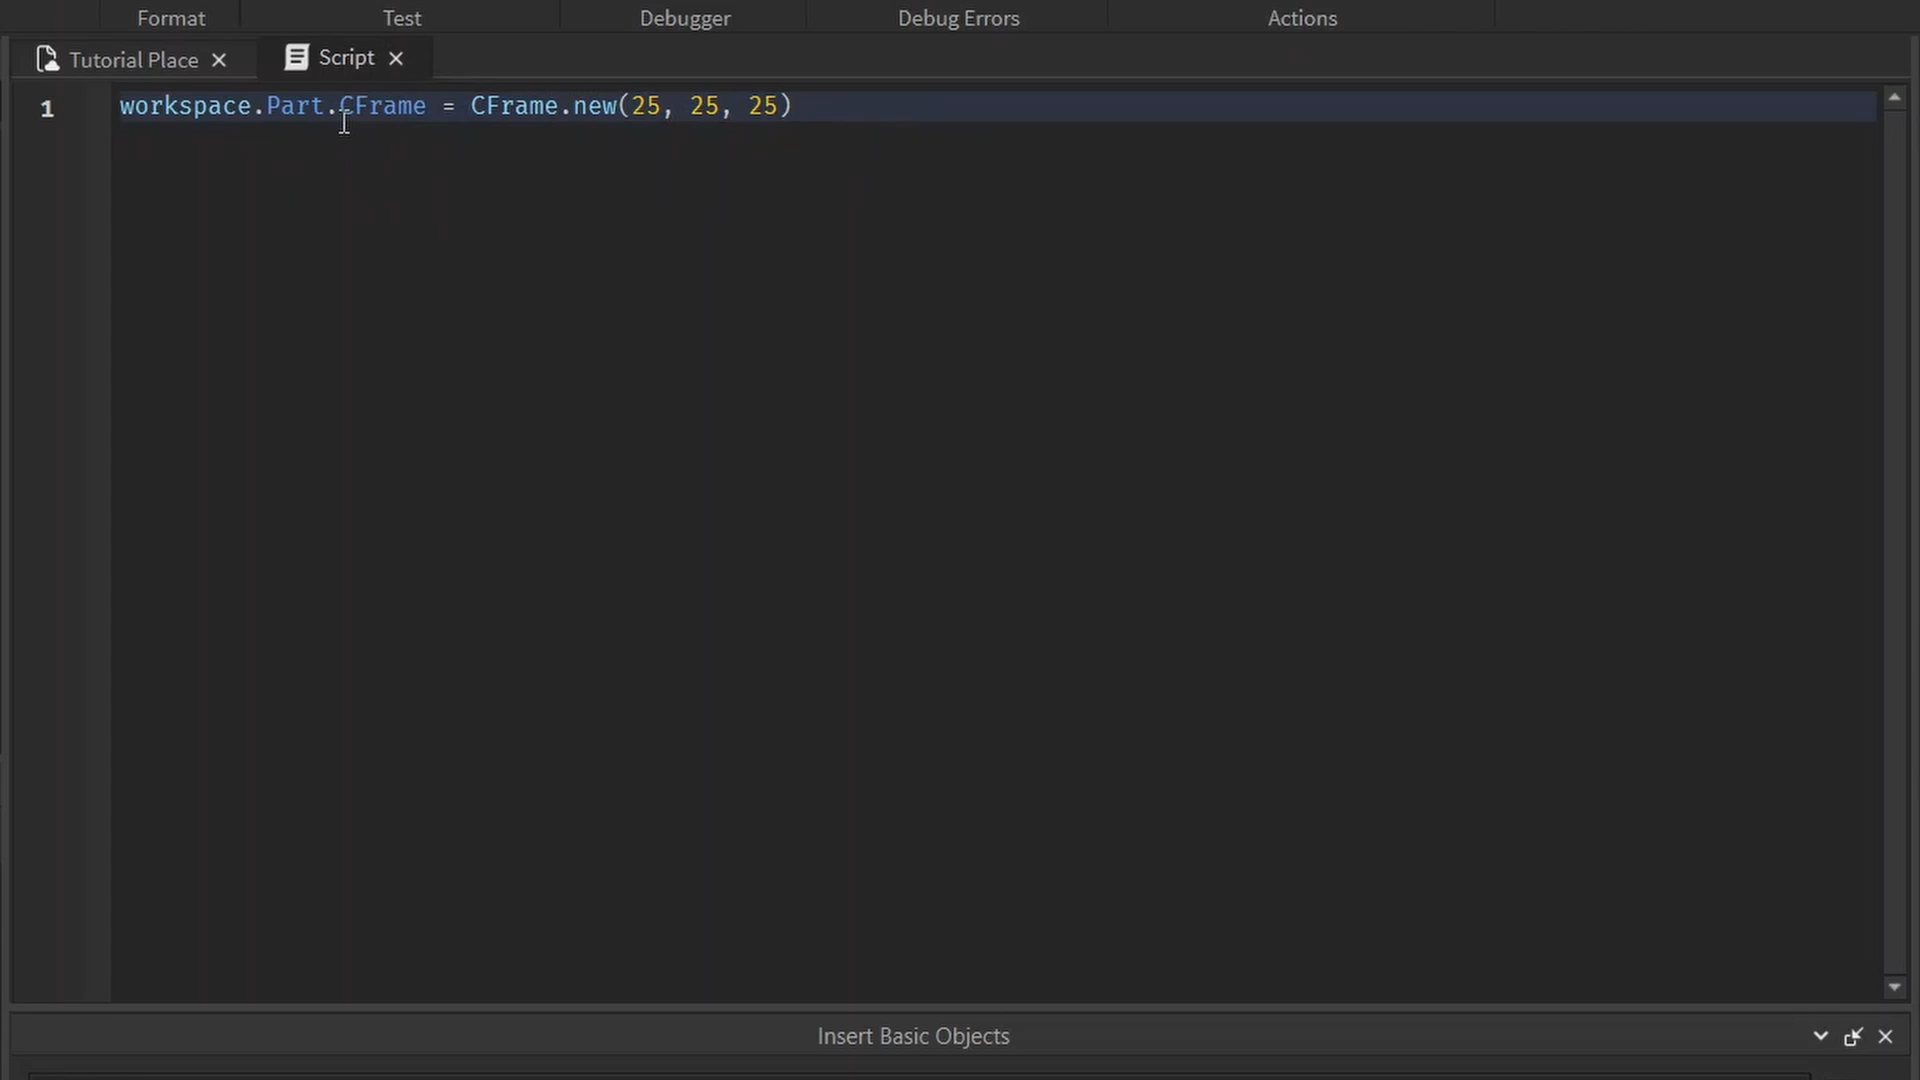 Format Test Debugger Debug Errors Actions
Tutorial Place Script
1 workspace.Part.CFrame = CFrame.new(25, 25, 25)
Insert Basic Objects